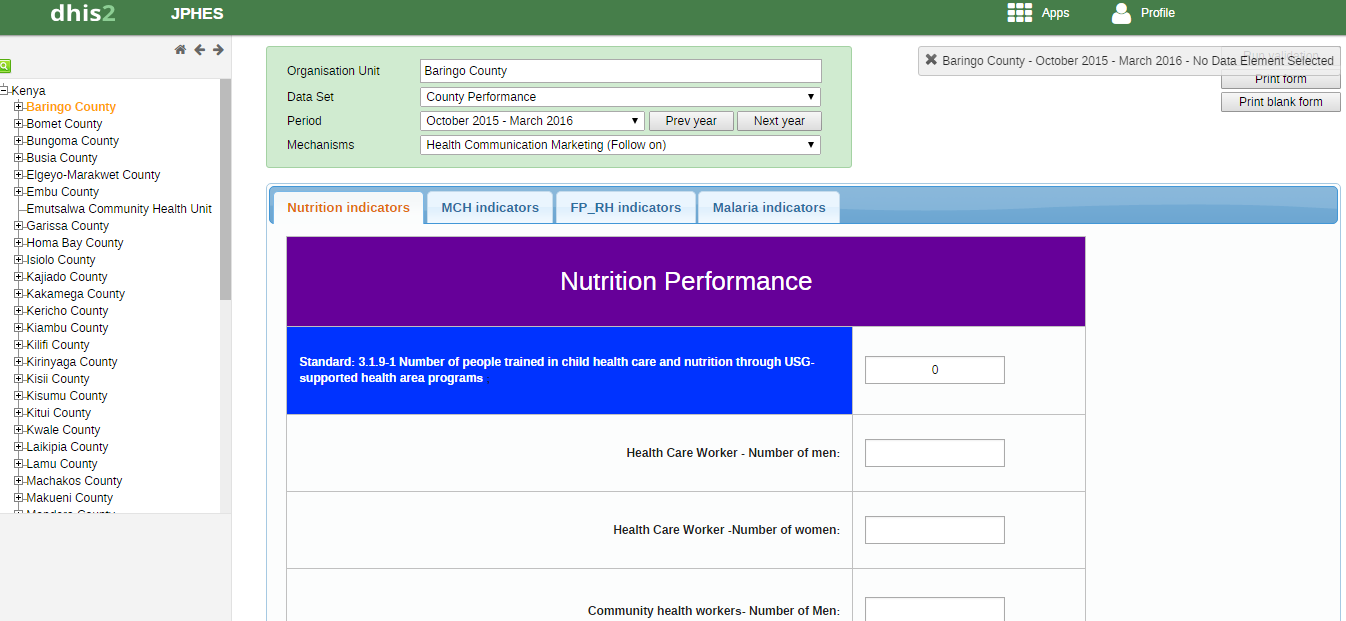 dhis2 JPHES Apps Profile
Kenya
Baringo County
Bomet County
Bungoma County
Busia County
Elgeyo-Marakwet County
Embu County
Emutsalwa Community Health Unit
Garissa County
Homa Bay County
Isiolo County
Kajiado County
Kakamega County
Kericho County
Kiambu County
Kilifi County
Kirinyaga County
Kisii County
Kisumu County
Kitui County
Kwale County
Laikipia County
Lamu County
Machakos County
Makueni County
Mandera County
Organisation Unit Baringo County
Data Set County Performance
Period October 2015 - March 2016 Prev year Next year
Mechanisms Health Communication Marketing (Follow on)
Run validation
Baringo County - October 2015 - March 2016 - No Data Element Selected
Print form
Print blank form
Nutrition indicators MCH indicators FP_RH indicators Malaria indicators
Nutrition Performance
Standard: 3.1.9-1 Number of people trained in child health care and nutrition through USG-
supported health area programs
0
Health Care Worker - Number of men:
Health Care Worker -Number of women:
Community health workers- Number of Men: